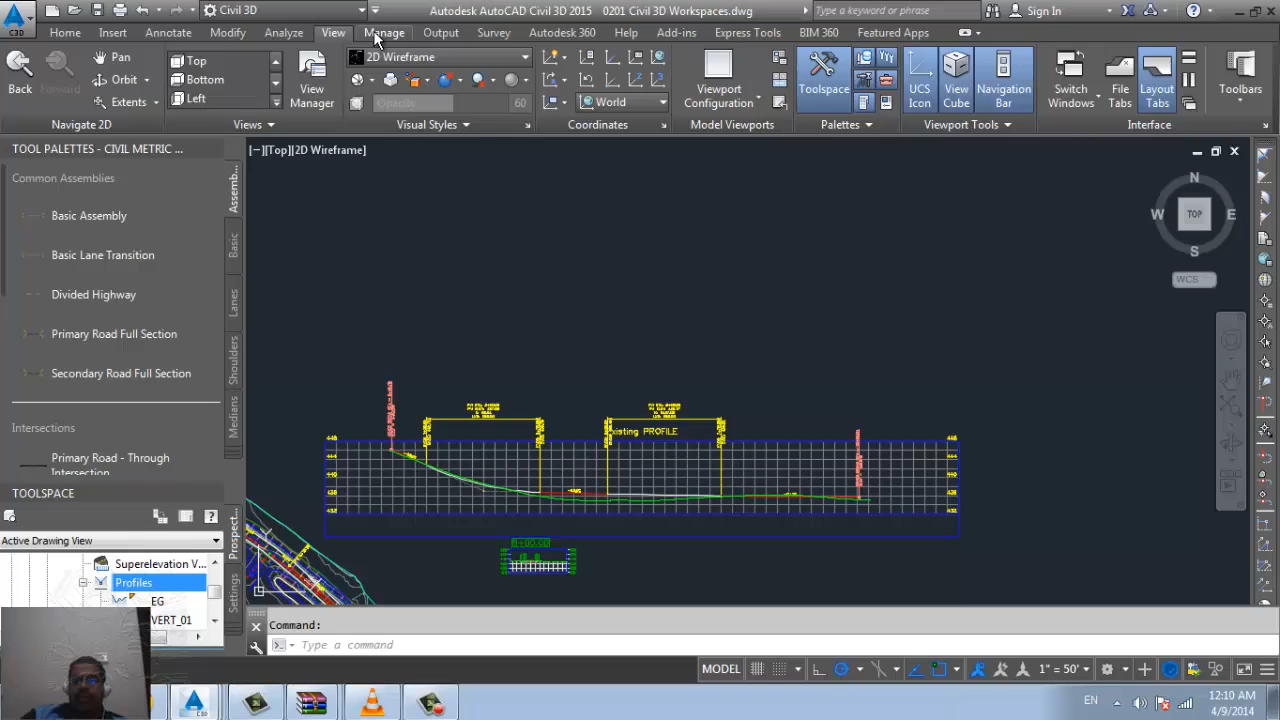 Civil 3D
Autodesk AutoCAD Civil 3D 2015 0201 Civil 3D Workspaces.dwg
Type a keyword or phrase
Sign In
C3D
Home Insert Annotate Modify Analyze View Manage Output Survey Autodesk 360 Help Add-ins Express Tools BIM 360 Featured Apps
Back
Forward
Pan
Orbit
Extents
Navigate 2D
Top
Bottom
Left
View
Manager
Views
2D Wireframe
Opacity 60
Visual Styles
World
Coordinates
Viewport
Configuration
Model Viewports
Toolspace
Palettes
UCS
Icon
View
Cube
Navigation
Bar
Viewport Tools
Switch
Windows
File
Tabs
Layout
Tabs
Interface
Toolbars
TOOL PALETTES - CIVIL METRIC ...
Common Assemblies
Basic Assembly
Basic Lane Transition
Divided Highway
Primary Road Full Section
Secondary Road Full Section
Intersections
Primary Road - Through
Intersection
Assemb...
Basic
Lanes
Shoulders
Medians
[−][Top][2D Wireframe]
N
W TOP E
S
WCS
xisting PROFILE
TOOLSPACE
Active Drawing View
Superelevation V...
Profiles
EG
VERT_01
Prospect...
Settings
Command:
Type a command
MODEL
1" = 50'
EN
12:10 AM
4/9/2014